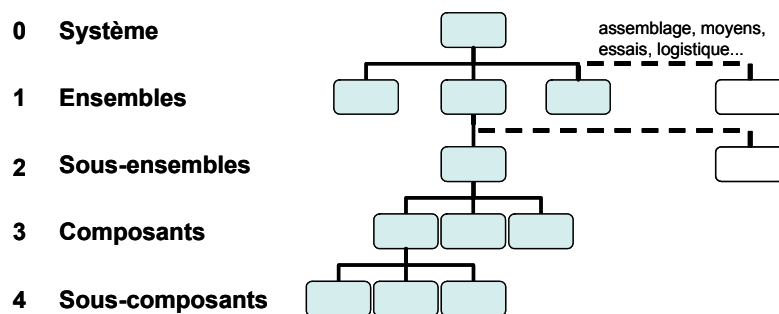 0 Système
assemblage, moyens,
essais, logistique...
1 Ensembles
2 Sous-ensembles
3 Composants
4 Sous-composants